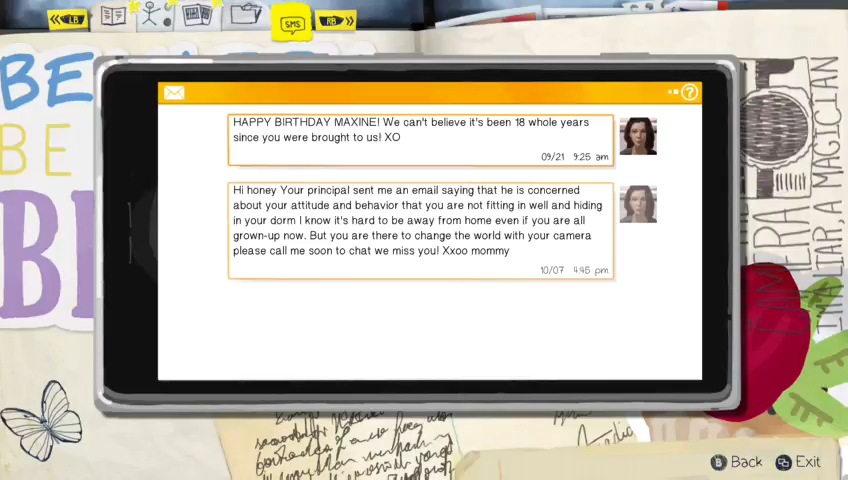 LB
SMS
RB
HAPPY BIRTHDAY MAXINE! We can't believe it's been 18 whole years
since you were brought to us! XO
09/21 9:25 am
Hi honey Your principal sent me an email saying that he is concerned
about your attitude and behavior that you are not fitting in well and hiding
in your dorm I know it's hard to be away from home even if you are all
grown-up now. But you are there to change the world with your camera
please call me soon to chat we miss you! Xxoo mommy
10/07 4:45 pm
?
BE
BE
I'M A LIAR, A MAGICIAN
B Back
Exit